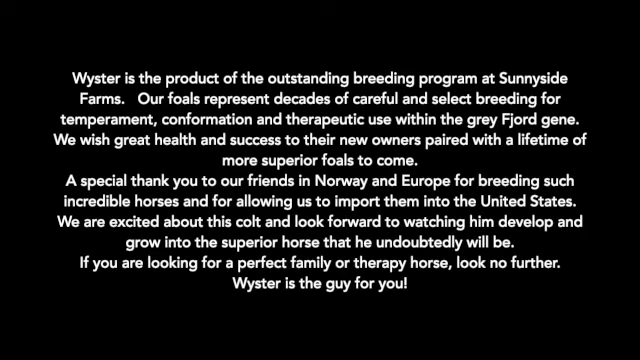 Wyster is the product of the outstanding breeding program at Sunnyside
Farms.   Our foals represent decades of careful and select breeding for
temperament, conformation and therapeutic use within the grey Fjord gene.
We wish great health and success to their new owners paired with a lifetime of
more superior foals to come.
A special thank you to our friends in Norway and Europe for breeding such
incredible horses and for allowing us to import them into the United States.
We are excited about this colt and look forward to watching him develop and
grow into the superior horse that he undoubtedly will be.
If you are looking for a perfect family or therapy horse, look no further.
Wyster is the guy for you!